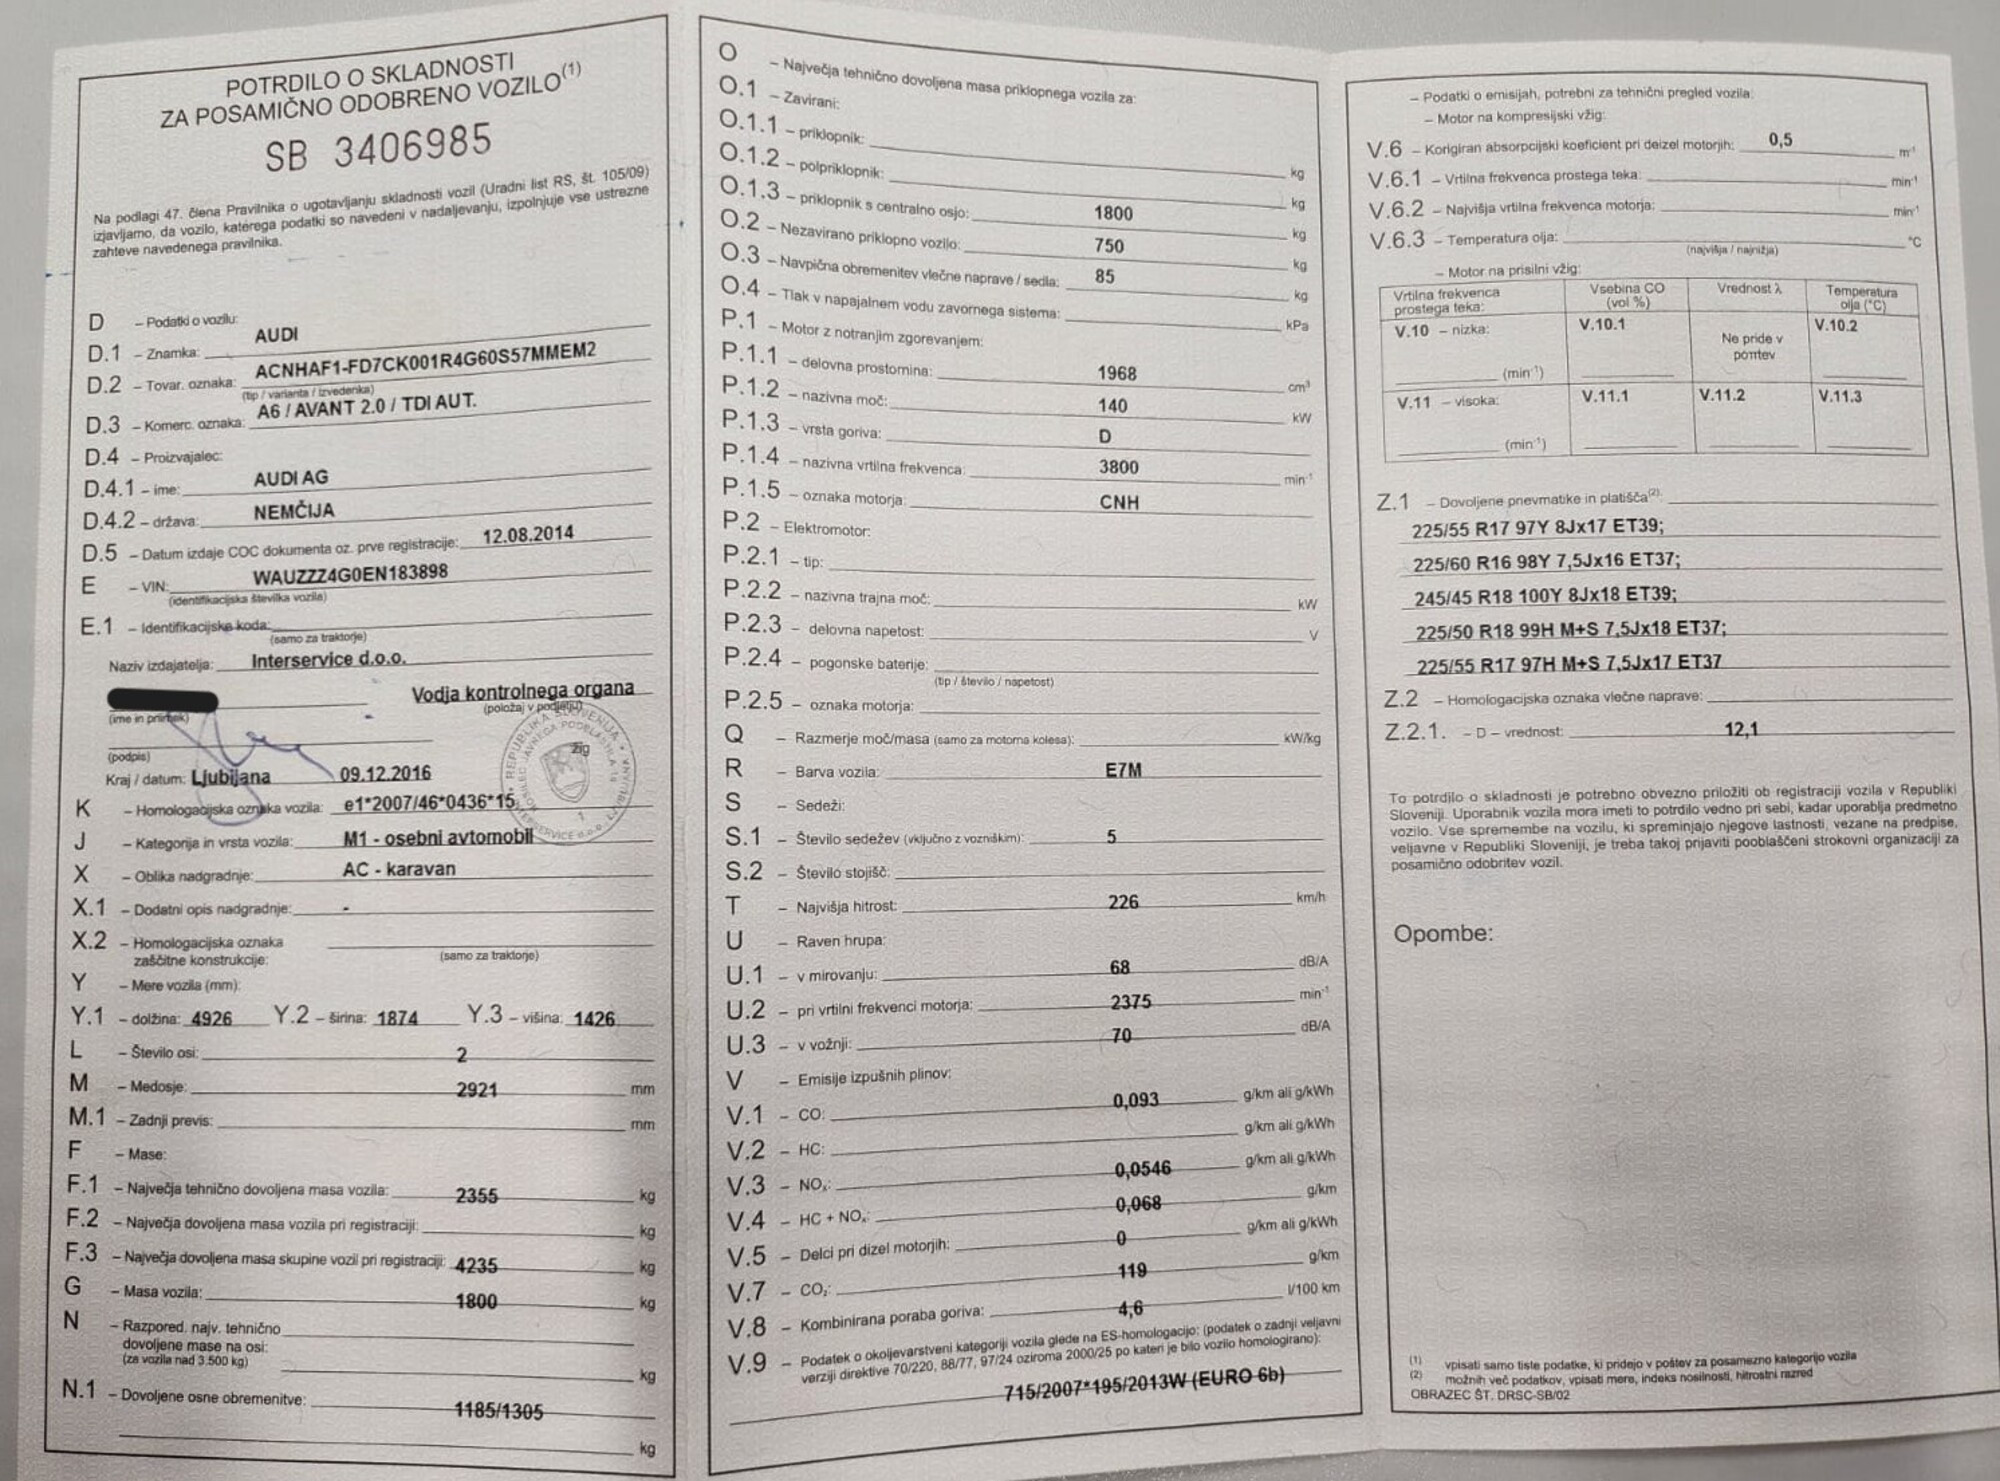 POTRDILO O SKLADNOSTI
ZA POSAMIČNO ODOBRENO VOZILO(1)
SB 3406985
Na podlagi 47. člena Pravilnika o ugotavljanju skladnosti vozil (Uradni list RS, št. 105/09)
izjavljamo, da vozilo, katerega podatki so navedeni v nadaljevanju, izpolnjuje vse ustrezne
zahteve navedenega pravilnika.
D – Podatki o vozilu:
D.1 – Znamka: AUDI
D.2 – Tovar. oznaka: ACNHAF1-FD7CK001R4G60S57MMEM2
(tip / varianta / izvedenka)
D.3 – Komerc. oznaka: A6 / AVANT 2.0 / TDI AUT.
D.4 – Proizvajalec:
D.4.1 – ime: AUDI AG
D.4.2 – država: NEMČIJA
D.5 – Datum izdaje COC dokumenta oz. prve registracije: 12.08.2014
E – VIN: WAUZZZ4G0EN183898
(identifikacijska številka vozila)
E.1 – Identifikacijska koda:
(samo za traktorje)
Naziv izdajatelja: Interservice d.o.o.
Vodja kontrolnega organa
(ime in priimek) (položaj v podjetju)
žig
(podpis)
Kraj / datum: Ljubljana 09.12.2016
K – Homologacijska oznaka vozila: e1*2007/46*0436*15
J – Kategorija in vrsta vozila: M1 - osebni avtomobil
X – Oblika nadgradnje: AC - karavan
X.1 – Dodatni opis nadgradnje: -
X.2 – Homologacijska oznaka
zaščitne konstrukcije: (samo za traktorje)
Y – Mere vozila (mm):
Y.1 – dolžina: 4926 Y.2 – širina: 1874 Y.3 – višina: 1426
L – Število osi: 2
M – Medosje: 2921 mm
M.1 – Zadnji previs: mm
F – Mase:
F.1 – Največja tehnično dovoljena masa vozila: 2355 kg
F.2 – Največja dovoljena masa vozila pri registraciji: kg
F.3 – Največja dovoljena masa skupine vozil pri registraciji: 4235 kg
G – Masa vozila: 1800 kg
N – Razpored. najv. tehnično
dovoljene mase na osi:
(za vozila nad 3.500 kg) kg
N.1 – Dovoljene osne obremenitve: 1185/1305
kg
O – Največja tehnično dovoljena masa priklopnega vozila za:
O.1 – Zavirani:
O.1.1 – priklopnik: kg
O.1.2 – polpriklopnik: kg
O.1.3 – priklopnik s centralno osjo: 1800 kg
O.2 – Nezavirano priklopno vozilo: 750 kg
O.3 – Navpična obremenitev vlečne naprave / sedla: 85 kg
O.4 – Tlak v napajalnem vodu zavornega sistema: kPa
P.1 – Motor z notranjim zgorevanjem:
P.1.1 – delovna prostornina: 1968 cm³
P.1.2 – nazivna moč: 140 kW
P.1.3 – vrsta goriva: D
P.1.4 – nazivna vrtilna frekvenca: 3800 min-1
P.1.5 – oznaka motorja: CNH
P.2 – Elektromotor:
P.2.1 – tip:
P.2.2 – nazivna trajna moč: kW
P.2.3 – delovna napetost: V
P.2.4 – pogonske baterije:
(tip / število / napetost)
P.2.5 – oznaka motorja:
Q – Razmerje moč/masa (samo za motorna kolesa): kW/kg
R – Barva vozila: E7M
S – Sedeži:
S.1 – Število sedežev (vključno z vozniškim): 5
S.2 – Število stojišč:
T – Najvišja hitrost: 226 km/h
U – Raven hrupa:
U.1 – v mirovanju: 68 dB/A
U.2 – pri vrtilni frekvenci motorja: 2375 min-1
U.3 – v vožnji: 70 dB/A
V – Emisije izpušnih plinov:
V.1 – CO: 0,093 g/km ali g/kWh
V.2 – HC: g/km ali g/kWh
V.3 – NOx: 0,0546 g/km ali g/kWh
V.4 – HC + NOx: 0,068 g/km
V.5 – Delci pri dizel motorjih: 0 g/km ali g/kWh
V.7 – CO2: 119 g/km
V.8 – Kombinirana poraba goriva: 4,6 l/100 km
V.9 – Podatek o okoljevarstveni kategoriji vozila glede na ES-homologacijo: (podatek o zadnji veljavni
verziji direktive 70/220, 88/77, 97/24 oziroma 2000/25 po kateri je bilo vozilo homologirano):
715/2007*195/2013W (EURO 6b)
– Podatki o emisijah, potrebni za tehnični pregled vozila:
– Motor na kompresijski vžig:
V.6 – Korigiran absorpcijski koeficient pri deizel motorjih: 0,5 m-1
V.6.1 – Vrtilna frekvenca prostega teka: min-1
V.6.2 – Najvišja vrtilna frekvenca motorja: min-1
V.6.3 – Temperatura olja: °C
(najvišja / najnižja)
– Motor na prisilni vžig:
Vrtilna frekvenca prostega teka: Vsebina CO (vol %) Vrednost λ Temperatura olja (°C)
V.10 – nizka: V.10.1 Ne pride v poštev V.10.2
(min-1)
V.11 – visoka: V.11.1 V.11.2 V.11.3
(min-1)
Z.1 – Dovoljene pnevmatike in platišča(2):
225/55 R17 97Y 8Jx17 ET39;
225/60 R16 98Y 7,5Jx16 ET37;
245/45 R18 100Y 8Jx18 ET39;
225/50 R18 99H M+S 7,5Jx18 ET37;
225/55 R17 97H M+S 7,5Jx17 ET37
Z.2 – Homologacijska oznaka vlečne naprave:
Z.2.1. – D – vrednost: 12,1
To potrdilo o skladnosti je potrebno obvezno priložiti ob registraciji vozila v Republiki
Sloveniji. Uporabnik vozila mora imeti to potrdilo vedno pri sebi, kadar uporablja predmetno
vozilo. Vse spremembe na vozilu, ki spreminjajo njegove lastnosti, vezane na predpise,
veljavne v Republiki Sloveniji, je treba takoj prijaviti pooblaščeni strokovni organizaciji za
posamično odobritev vozil.
Opombe:
(1) vpisati samo tiste podatke, ki pridejo v poštev za posamezno kategorijo vozila
(2) možnih več podatkov, vpisati mere, indeks nosilnosti, hitrostni razred
OBRAZEC ŠT. DRSC-SB/02